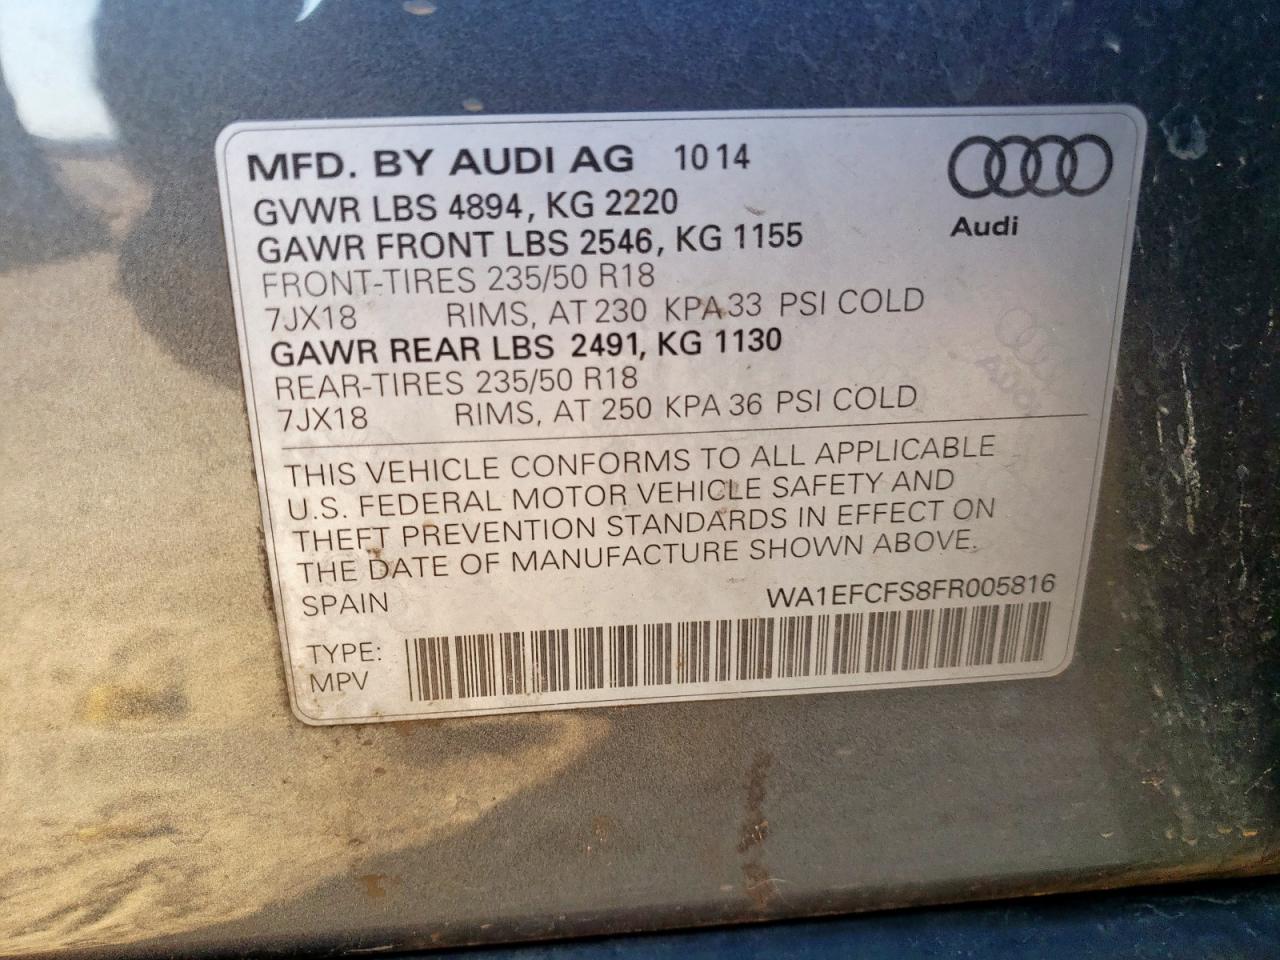 MFD. BY AUDI AG 10 14
GVWR LBS 4894, KG 2220
Audi
GAWR FRONT LBS 2546, KG 1155
FRONT-TIRES 235/50 R18
7JX18 RIMS, AT 230 KPA 33 PSI COLD
GAWR REAR LBS 2491, KG 1130
REAR-TIRES 235/50 R18
7JX18 RIMS, AT 250 KPA 36 PSI COLD
THIS VEHICLE CONFORMS TO ALL APPLICABLE
U.S. FEDERAL MOTOR VEHICLE SAFETY AND
THEFT PREVENTION STANDARDS IN EFFECT ON
THE DATE OF MANUFACTURE SHOWN ABOVE.
SPAIN WA1EFCFS8FR005816
TYPE:
MPV